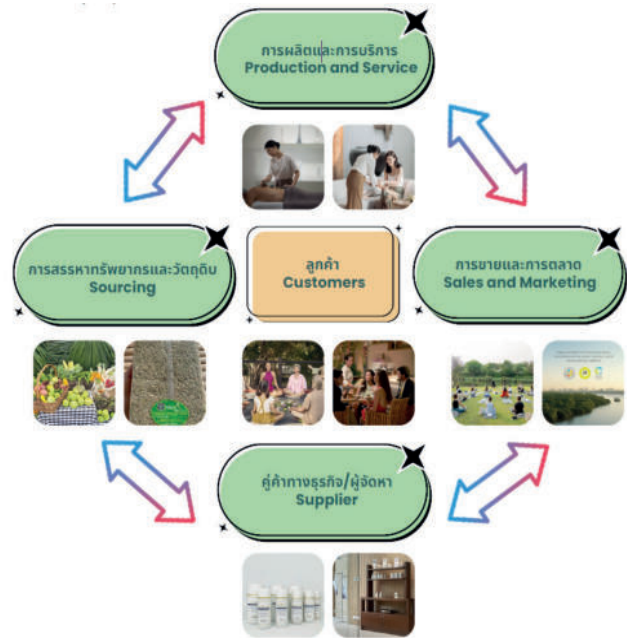 การผลิตและการบริการ
Production and Service
การสรรหาทรัพยากรและวัตถุดิบ
Sourcing
ลูกค้า
Customers
การขายและการตลาด
Sales and Marketing
คู่ค้าทางธุรกิจ/ผู้จัดหา
Supplier